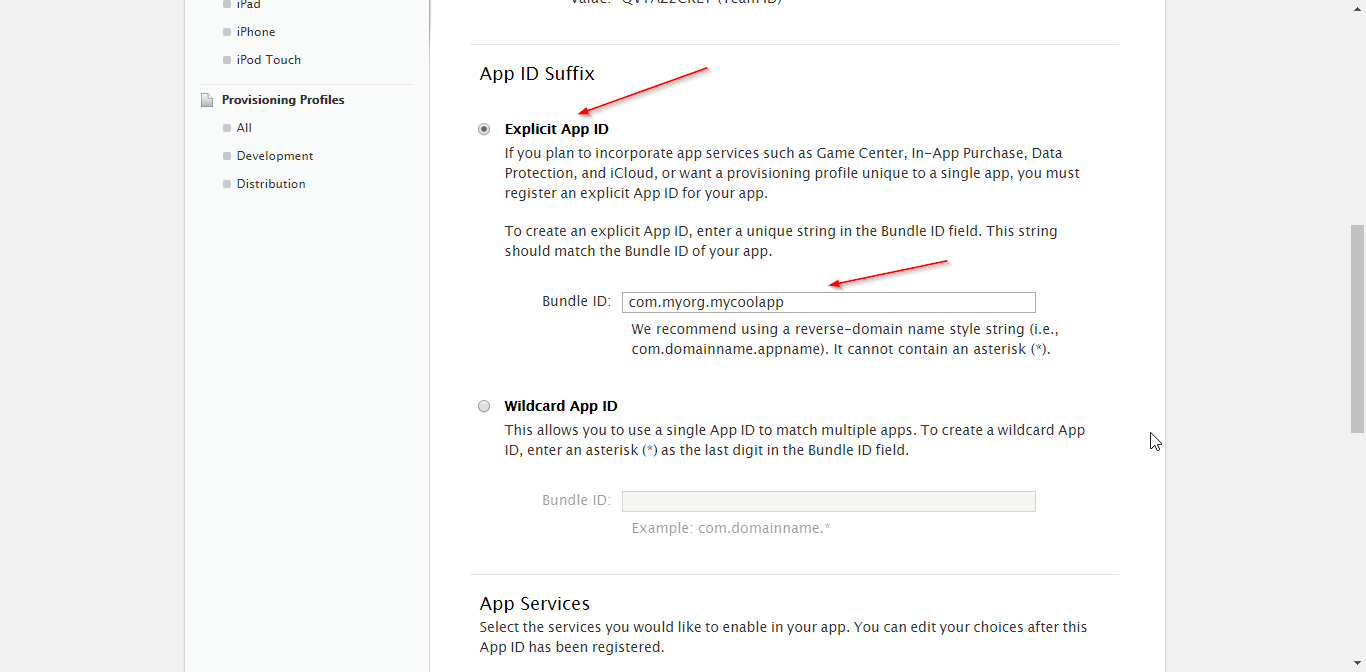 iPad
iPhone
iPod Touch
Provisioning Profiles
All
Development
Distribution
App ID Suffix
Explicit App ID
If you plan to incorporate app services such as Game Center, In-App Purchase, Data
Protection, and iCloud, or want a provisioning profile unique to a single app, you must
register an explicit App ID for your app.
To create an explicit App ID, enter a unique string in the Bundle ID field. This string
should match the Bundle ID of your app.
Bundle ID: com.myorg.mycoolapp
We recommend using a reverse-domain name style string (i.e.,
com.domainname.appname). It cannot contain an asterisk (*).
Wildcard App ID
This allows you to use a single App ID to match multiple apps. To create a wildcard App
ID, enter an asterisk (*) as the last digit in the Bundle ID field.
Bundle ID:
Example: com.domainname.*
App Services
Select the services you would like to enable in your app. You can edit your choices after this
App ID has been registered.